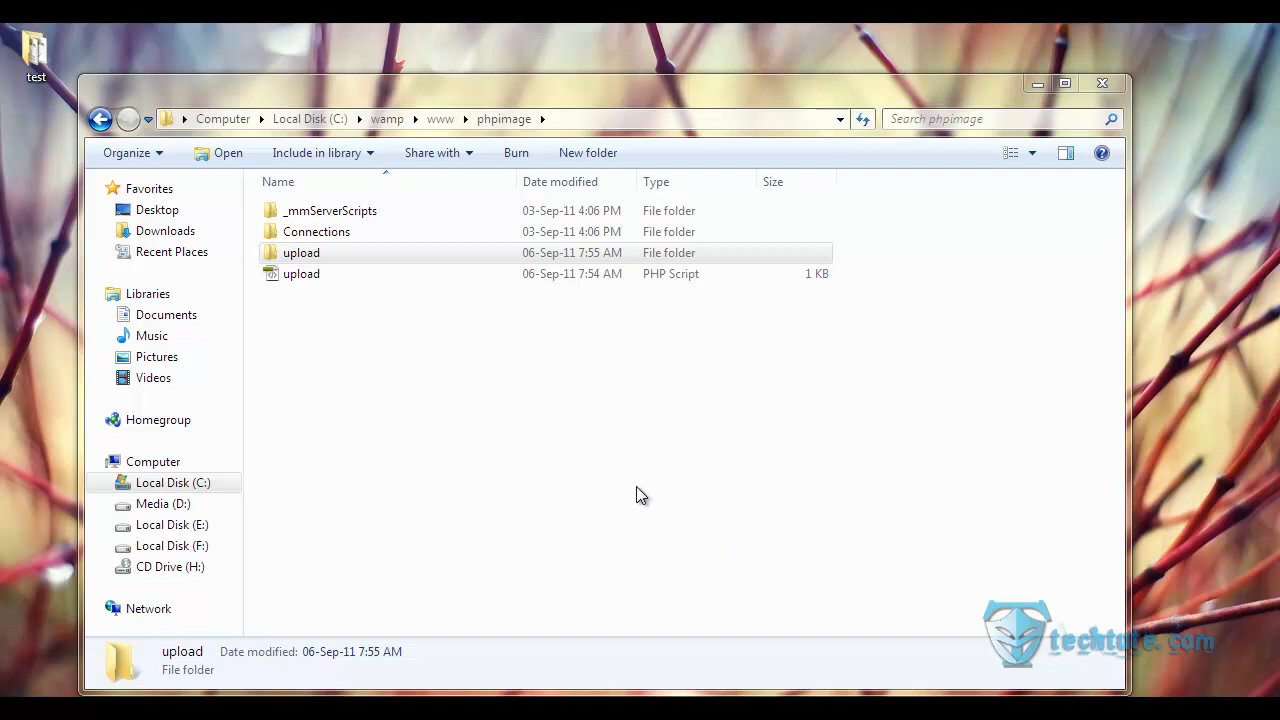 test
Computer Local Disk (C:) wamp www phpimage
Search phpimage
Organize Open Include in library Share with Burn New folder
Name Date modified Type Size
Favorites
Desktop
Downloads
Recent Places
Libraries
Documents
Music
Pictures
Videos
Homegroup
Computer
Local Disk (C:)
Media (D:)
Local Disk (E:)
Local Disk (F:)
CD Drive (H:)
Network
_mmServerScripts 03-Sep-11 4:06 PM File folder
Connections 03-Sep-11 4:06 PM File folder
upload 06-Sep-11 7:55 AM File folder
upload 06-Sep-11 7:54 AM PHP Script 1 KB
upload Date modified: 06-Sep-11 7:55 AM
File folder
techtute.com